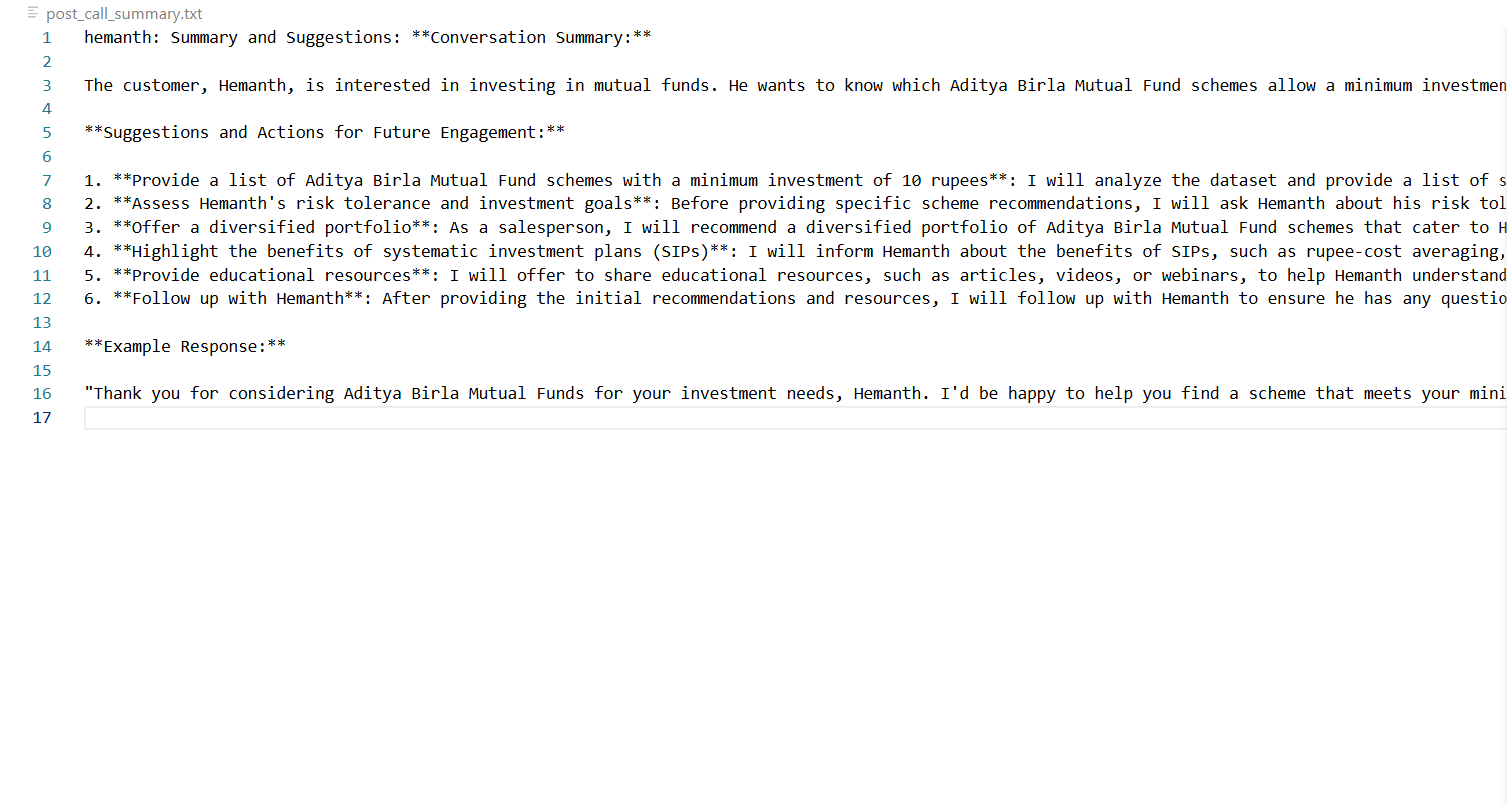 post_call_summary.txt
1 hemanth: Summary and Suggestions: **Conversation Summary:**
2
3 The customer, Hemanth, is interested in investing in mutual funds. He wants to know which Aditya Birla Mutual Fund schemes allow a minimum investmen
4
5 **Suggestions and Actions for Future Engagement:**
6
7 1. **Provide a list of Aditya Birla Mutual Fund schemes with a minimum investment of 10 rupees**: I will analyze the dataset and provide a list of s
8 2. **Assess Hemanth's risk tolerance and investment goals**: Before providing specific scheme recommendations, I will ask Hemanth about his risk tol
9 3. **Offer a diversified portfolio**: As a salesperson, I will recommend a diversified portfolio of Aditya Birla Mutual Fund schemes that cater to H
10 4. **Highlight the benefits of systematic investment plans (SIPs)**: I will inform Hemanth about the benefits of SIPs, such as rupee-cost averaging,
11 5. **Provide educational resources**: I will offer to share educational resources, such as articles, videos, or webinars, to help Hemanth understand
12 6. **Follow up with Hemanth**: After providing the initial recommendations and resources, I will follow up with Hemanth to ensure he has any questio
13
14 **Example Response:**
15
16 "Thank you for considering Aditya Birla Mutual Funds for your investment needs, Hemanth. I'd be happy to help you find a scheme that meets your mini
17